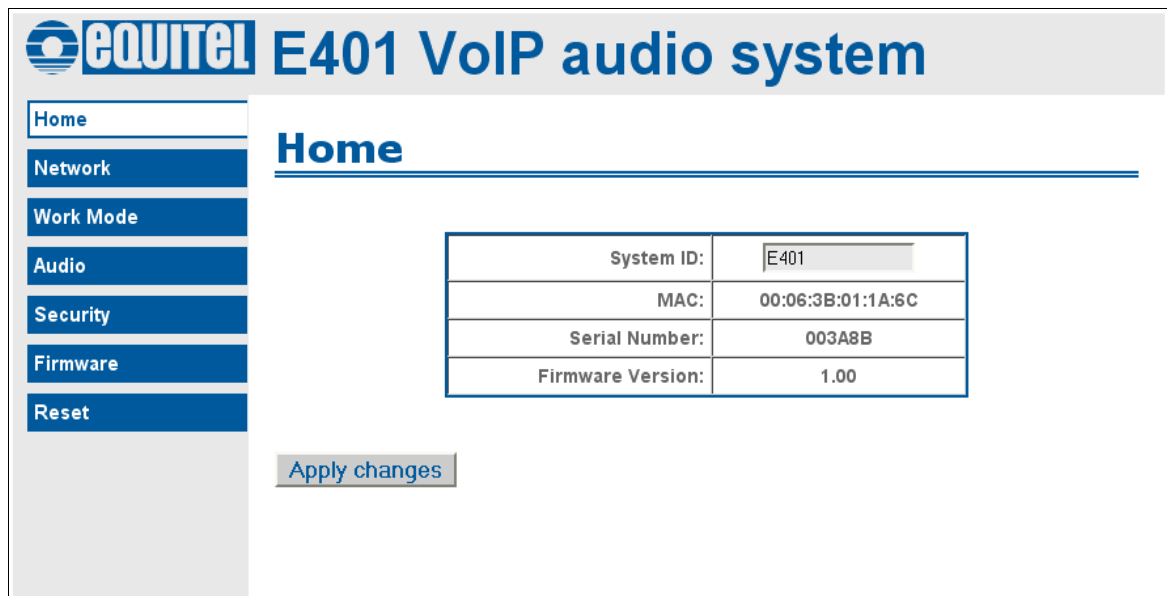 eQUITEL E401 VoIP audio system
Home
Network
Work Mode
Audio
Security
Firmware
Reset
Home
System ID: E401
MAC: 00:06:3B:01:1A:6C
Serial Number: 003A8B
Firmware Version: 1.00
Apply changes